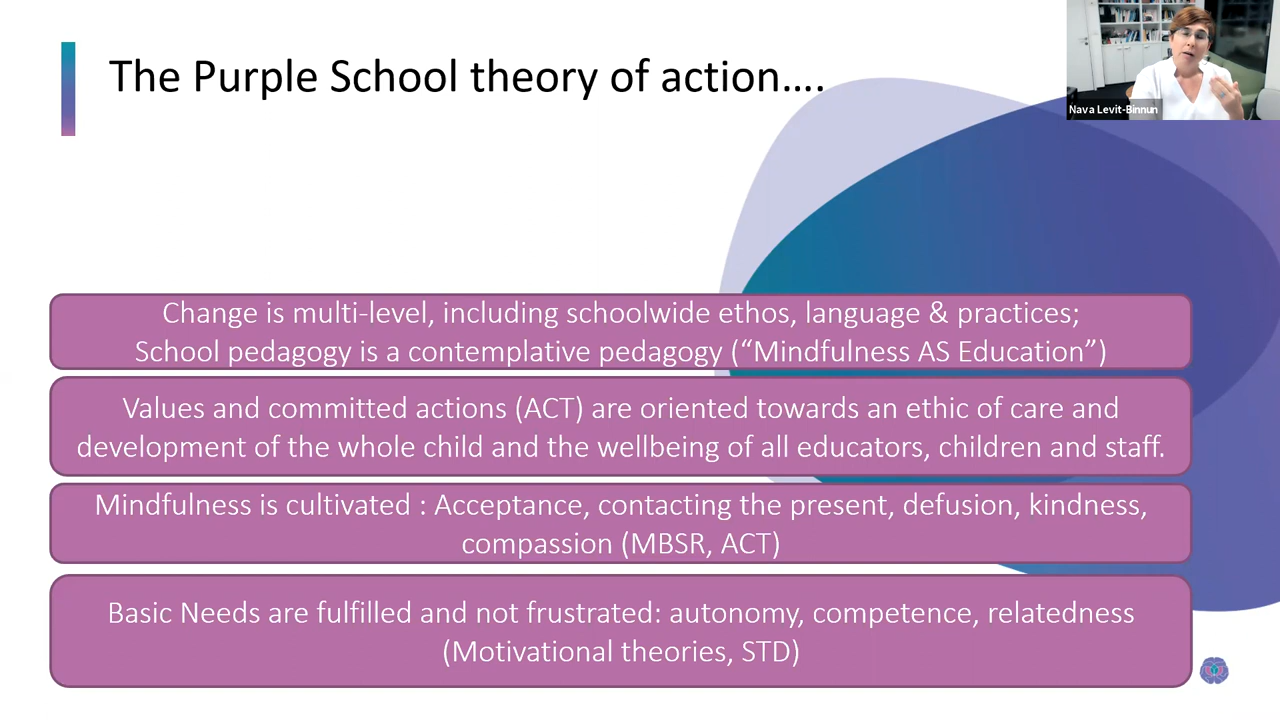 The Purple School theory of action....
Nava Levit-Binnun
Change is multi-level, including schoolwide ethos, language & practices;
School pedagogy is a contemplative pedagogy (“Mindfulness AS Education”)
Values and committed actions (ACT) are oriented towards an ethic of care and
development of the whole child and the wellbeing of all educators, children and staff.
Mindfulness is cultivated : Acceptance, contacting the present, defusion, kindness,
compassion (MBSR, ACT)
Basic Needs are fulfilled and not frustrated: autonomy, competence, relatedness
(Motivational theories, STD)